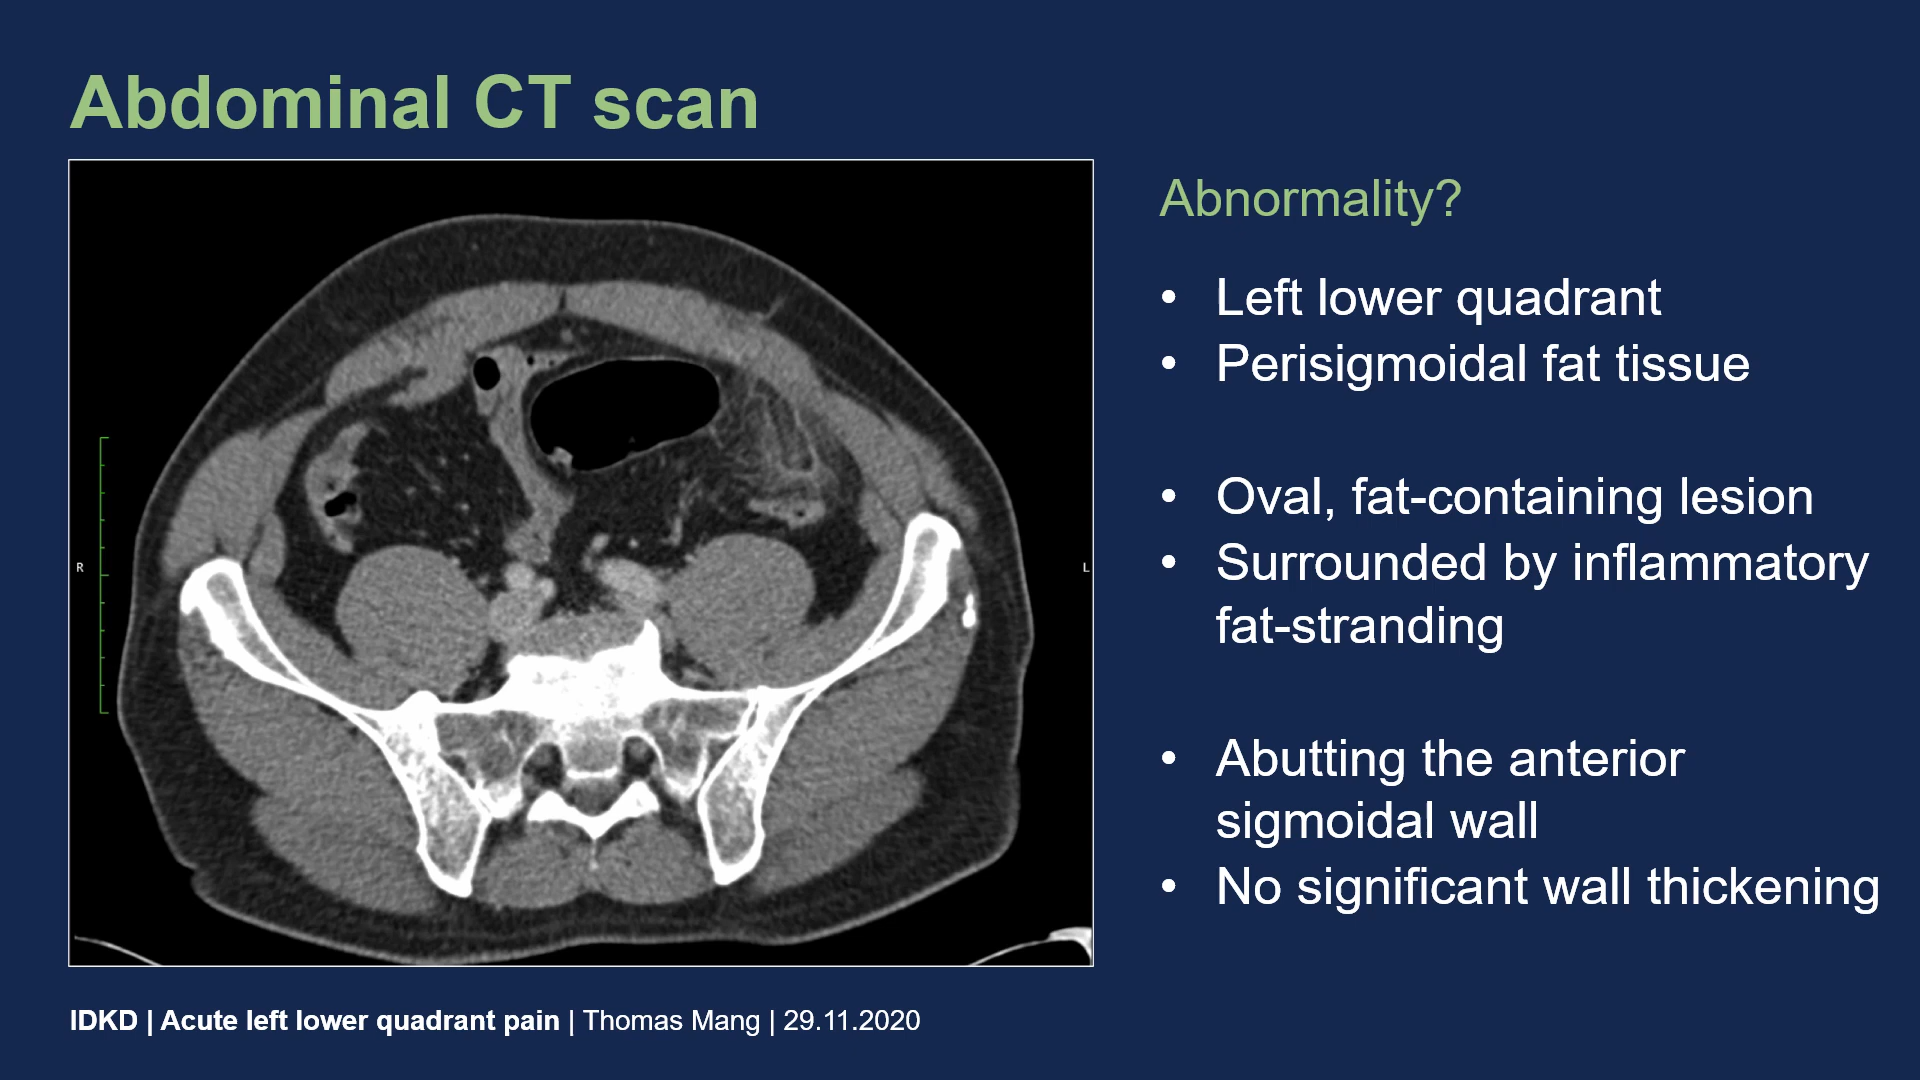 Abdominal CT scan
R
L
Abnormality?
• Left lower quadrant
• Perisigmoidal fat tissue
• Oval, fat-containing lesion
• Surrounded by inflammatory
fat-stranding
• Abutting the anterior
sigmoidal wall
• No significant wall thickening
IDKD | Acute left lower quadrant pain | Thomas Mang | 29.11.2020